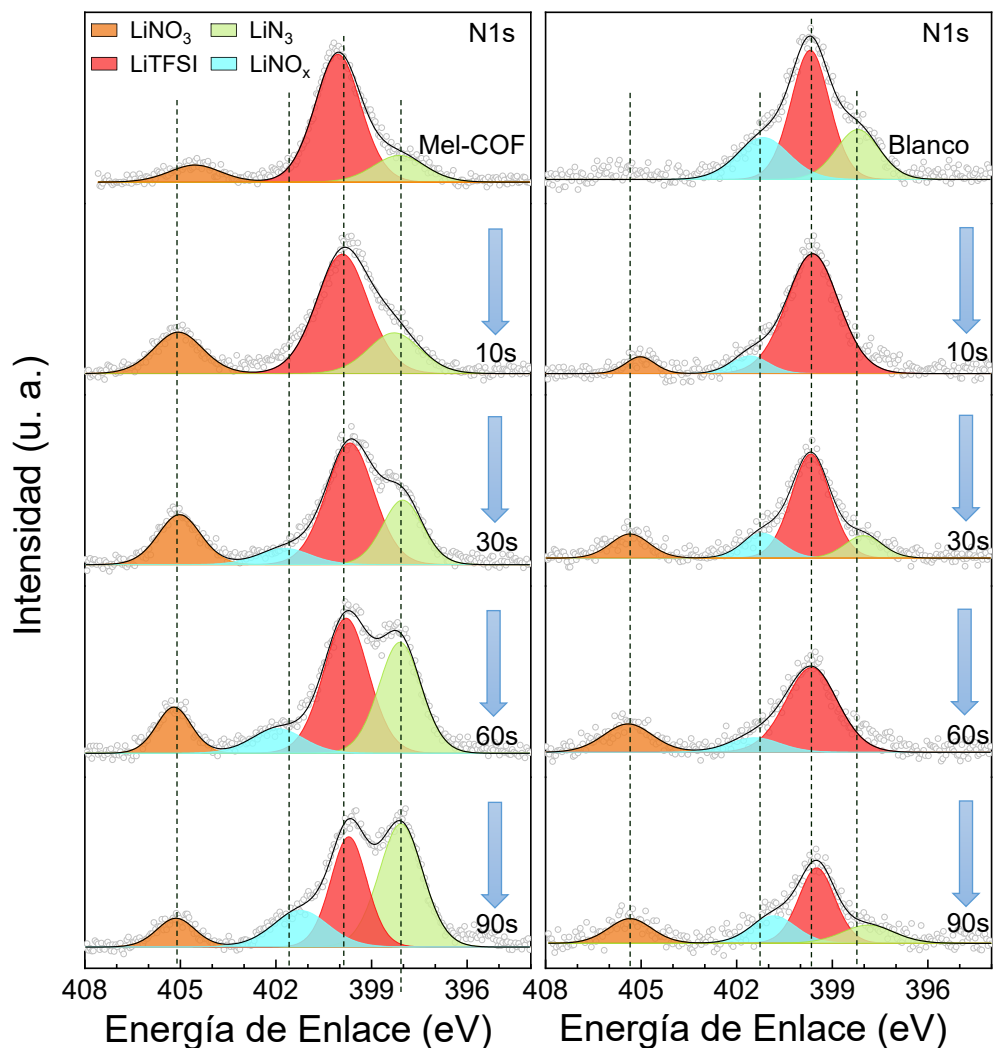 LiNO3 LiN3
LiTFSI LiNOx
N1s
Mel-COF
10s
30s
60s
90s
408 405 402 399 396
Energía de Enlace (eV)
N1s
Blanco
10s
30s
60s
90s
408 405 402 399 396
Energía de Enlace (eV)
Intensidad (u. a.)